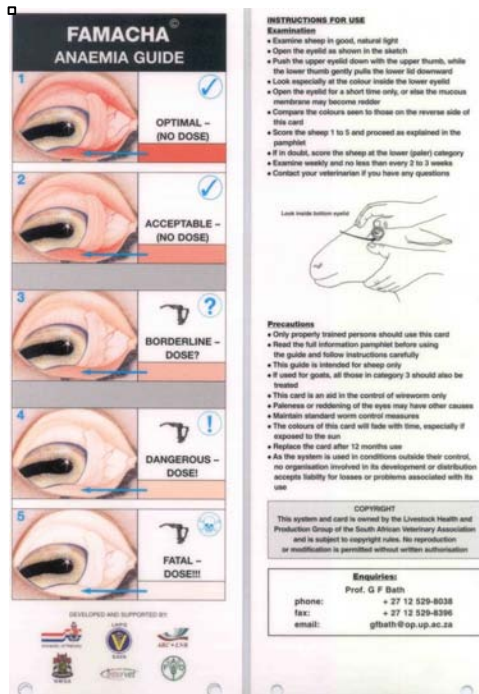 FAMACHA©
ANAEMIA GUIDE
1
OPTIMAL –
(NO DOSE)
2
ACCEPTABLE –
(NO DOSE)
3
?
BORDERLINE –
DOSE?
4
!
DANGEROUS –
DOSE!
5
FATAL –
DOSE!!!
DEVELOPED AND SUPPORTED BY:
INSTRUCTIONS FOR USE
Examination
• Examine sheep in good, natural light
• Open the eyelid as shown in the sketch
• Push the upper eyelid down with the upper thumb, while
the lower thumb gently pulls the lower lid downward
• Look especially at the colour inside the lower eyelid
• Open the eyelid for a short time only, or else the mucous
membrane may become redder
• Compare the colours seen to those on the reverse side of
this card
• Score the sheep 1 to 5 and proceed as explained in the
pamphlet
• If in doubt, score the sheep at the lower (paler) category
• Examine weekly and no less than every 2 to 3 weeks
• Contact your veterinarian if you have any questions
Look inside bottom eyelid
Precautions
• Only properly trained persons should use this card
• Read the full information pamphlet before using
the guide and follow instructions carefully
• This guide is intended for sheep only
• If used for goats, all those in category 3 should also be
treated
• This card is an aid in the control of wireworm only
• Paleness or reddening of the eyes may have other causes
• Maintain standard worm control measures
• The colours of this card will fade with time, especially if
exposed to the sun
• Replace the card after 12 months use
• As the system is used in conditions outside their control,
no organisation involved in its development or distribution
accepts liabilty for losses or problems associated with its
use
COPYRIGHT
This system and card is owned by the Livestock Health and
Production Group of the South African Veterinary Association
and is subject to copyright rules. No reproduction
or modification is permitted without written authorisation
Enquiries:
Prof. G F Bath
phone: + 27 12 529-8038
fax: + 27 12 529-8396
email: gfbath@op.up.ac.za